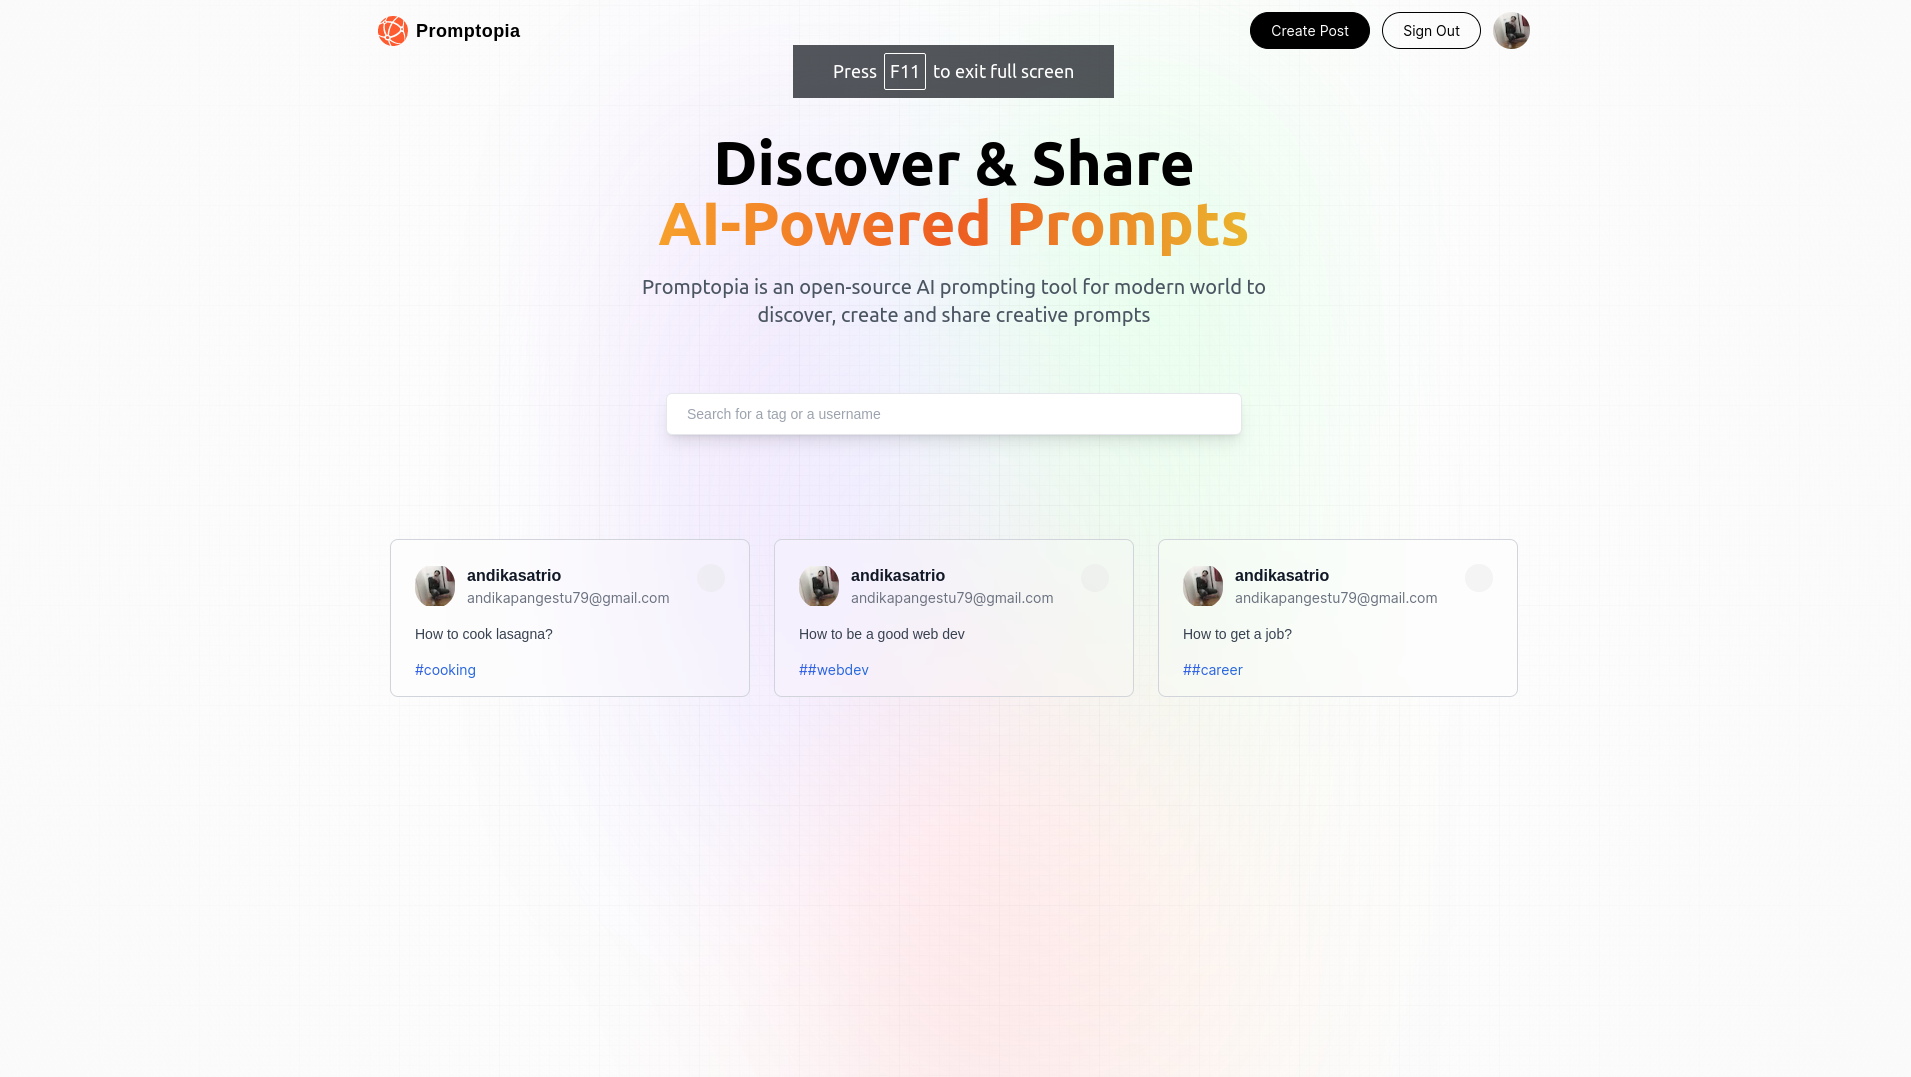 Promptopia
Create Post
Sign Out
Press F11 to exit full screen
Discover & Share
AI-Powered Prompts
Promptopia is an open-source AI prompting tool for modern world to
discover, create and share creative prompts
Search for a tag or a username
andikasatrio
andikapangestu79@gmail.com
How to cook lasagna?
#cooking
andikasatrio
andikapangestu79@gmail.com
How to be a good web dev
##webdev
andikasatrio
andikapangestu79@gmail.com
How to get a job?
##career